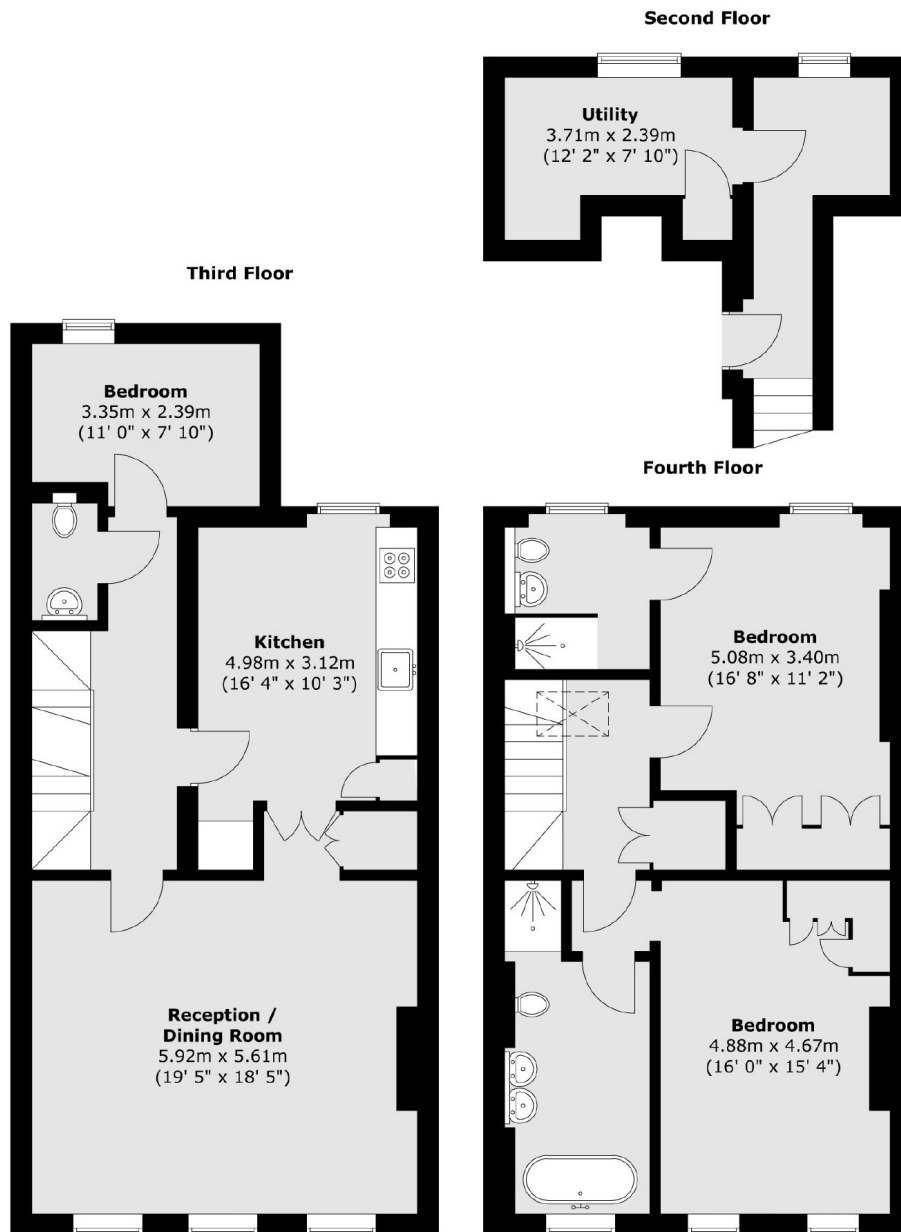 Second Floor
Utility
3.71m x 2.39m
(12' 2" x 7' 10")
Third Floor
Bedroom
3.35m x 2.39m
(11' 0" x 7' 10")
Kitchen
4.98m x 3.12m
(16' 4" x 10' 3")
Reception /
Dining Room
5.92m x 5.61m
(19' 5" x 18' 5")
Fourth Floor
Bedroom
5.08m x 3.40m
(16' 8" x 11' 2")
Bedroom
4.88m x 4.67m
(16' 0" x 15' 4")